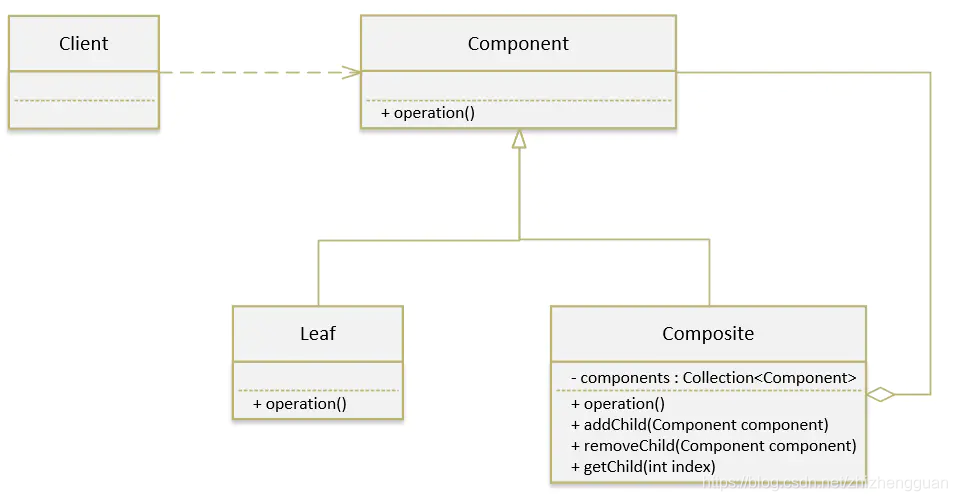 Client
Component
+ operation()
Leaf
+ operation()
Composite
- components : Collection<Component>
+ operation()
+ addChild(Component component)
+ removeChild(Component component)
+ getChild(int index)
https://blog.csdn.net/zhizhengguan